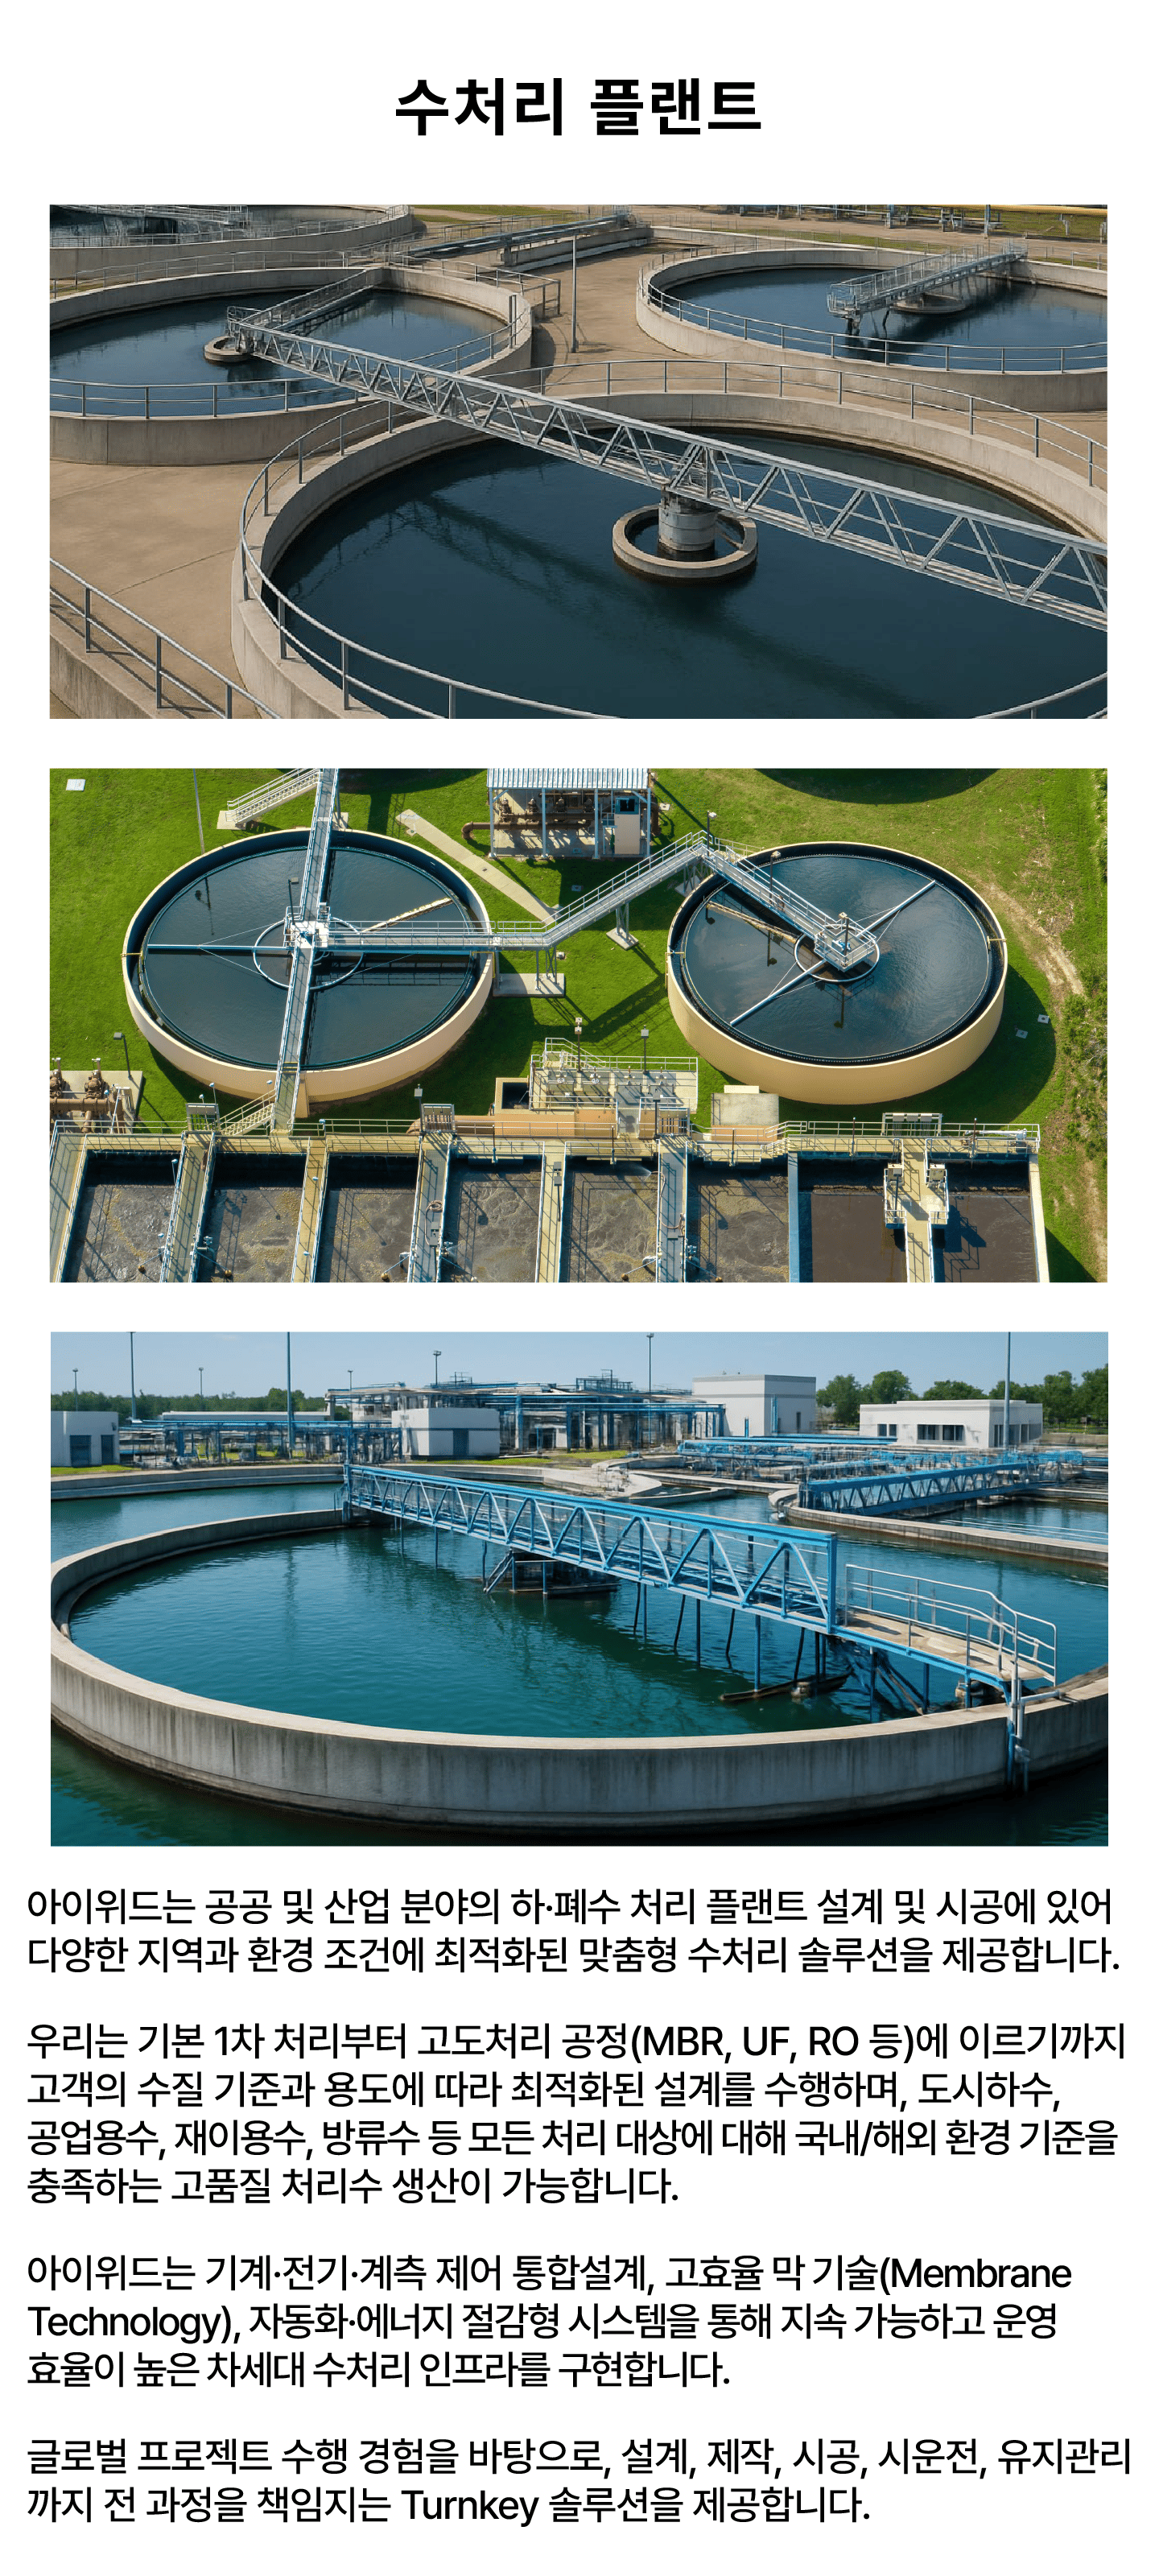 수처리 플랜트
아이위드는 공공 및 산업 분야의 하·폐수 처리 플랜트 설계 및 시공에 있어
다양한 지역과 환경 조건에 최적화된 맞춤형 수처리 솔루션을 제공합니다.
우리는 기본 1차 처리부터 고도처리 공정(MBR, UF, RO 등)에 이르기까지
고객의 수질 기준과 용도에 따라 최적화된 설계를 수행하며, 도시하수,
공업용수, 재이용수, 방류수 등 모든 처리 대상에 대해 국내/해외 환경 기준을
충족하는 고품질 처리수 생산이 가능합니다.
아이위드는 기계·전기·계측 제어 통합설계, 고효율 막 기술(Membrane
Technology), 자동화·에너지 절감형 시스템을 통해 지속 가능하고 운영
효율이 높은 차세대 수처리 인프라를 구현합니다.
글로벌 프로젝트 수행 경험을 바탕으로, 설계, 제작, 시공, 시운전, 유지관리
까지 전 과정을 책임지는 Turnkey 솔루션을 제공합니다.